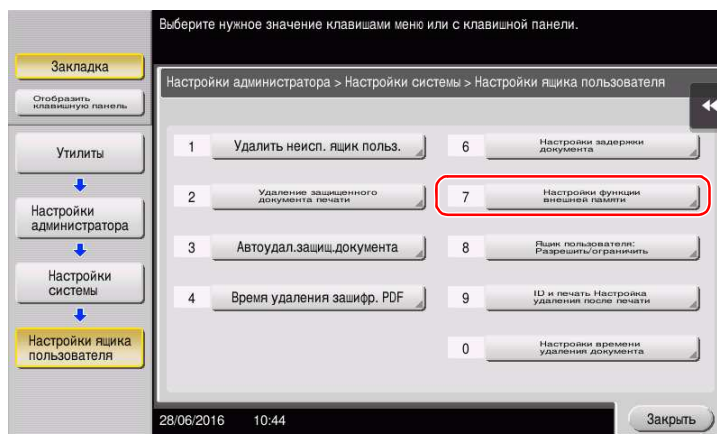 Выберите нужное значение клавишами меню или с клавишной панели.
Закладка
Отобразить
клавишную панель
Настройки администратора > Настройки системы > Настройки ящика пользователя
Утилиты
Настройки
администратора
Настройки
системы
Настройки ящика
пользователя
1 Удалить неисп. ящик польз.
2 Удаление защищенного
документа печати
3 Автоудал.защищ.документа
4 Время удаления зашифр. PDF
6 Настройки задержки
документа
7 Настройки функции
внешней памяти
8 Ящик пользователя:
Разрешить/ограничить
9 ID и печать Настройка
удаления после печати
0 Настройки времени
удаления документа
28/06/2016 10:44
Закрыть